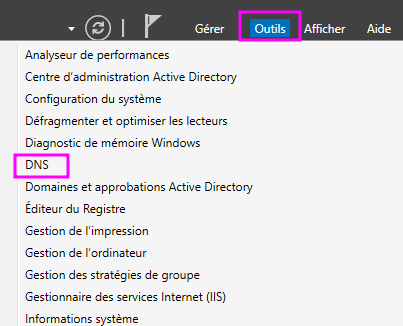 Gérer Outils Afficher Aide
Analyseur de performances
Centre d'administration Active Directory
Configuration du système
Défragmenter et optimiser les lecteurs
Diagnostic de mémoire Windows
DNS
Domaines et approbations Active Directory
Éditeur du Registre
Gestion de l'impression
Gestion de l'ordinateur
Gestion des stratégies de groupe
Gestionnaire des services Internet (IIS)
Informations système